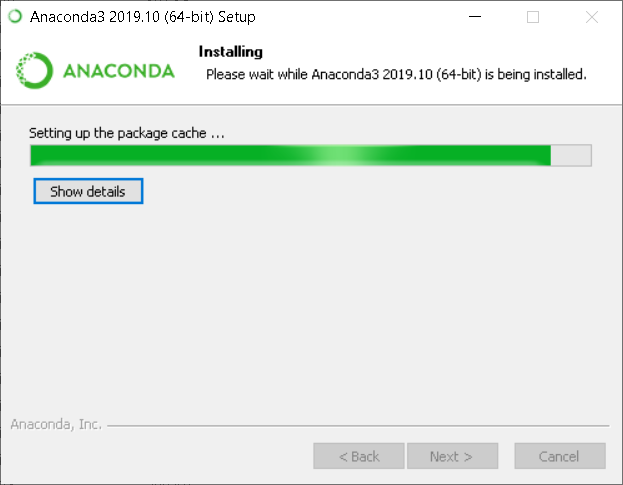 Anaconda3 2019.10 (64-bit) Setup
ANACONDA
Installing
Please wait while Anaconda3 2019.10 (64-bit) is being installed.
Setting up the package cache ...
Show details
Anaconda, Inc.
< Back
Next >
Cancel